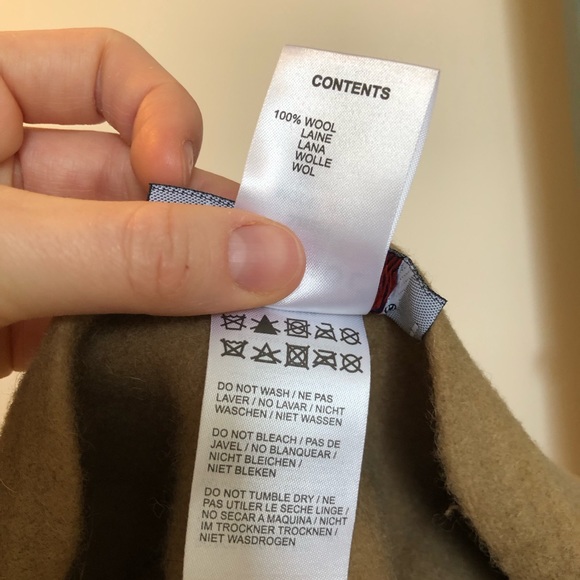 CONTENTS
100% WOOL
LAINE
LANA
WOLLE
WOL
DO NOT WASH / NE PAS
LAVER / NO LAVAR / NICHT
WASCHEN / NIET WASSEN
DO NOT BLEACH / PAS DE
JAVEL / NO BLANQUEAR /
NICHT BLEICHEN /
NIET BLEKEN
DO NOT TUMBLE DRY / NE
PAS UTILER LE SECHE LINGE /
NO SECAR A MAQUINA / NICHT
IM TROCKNER TROCKNEN /
NIET WASDROGEN